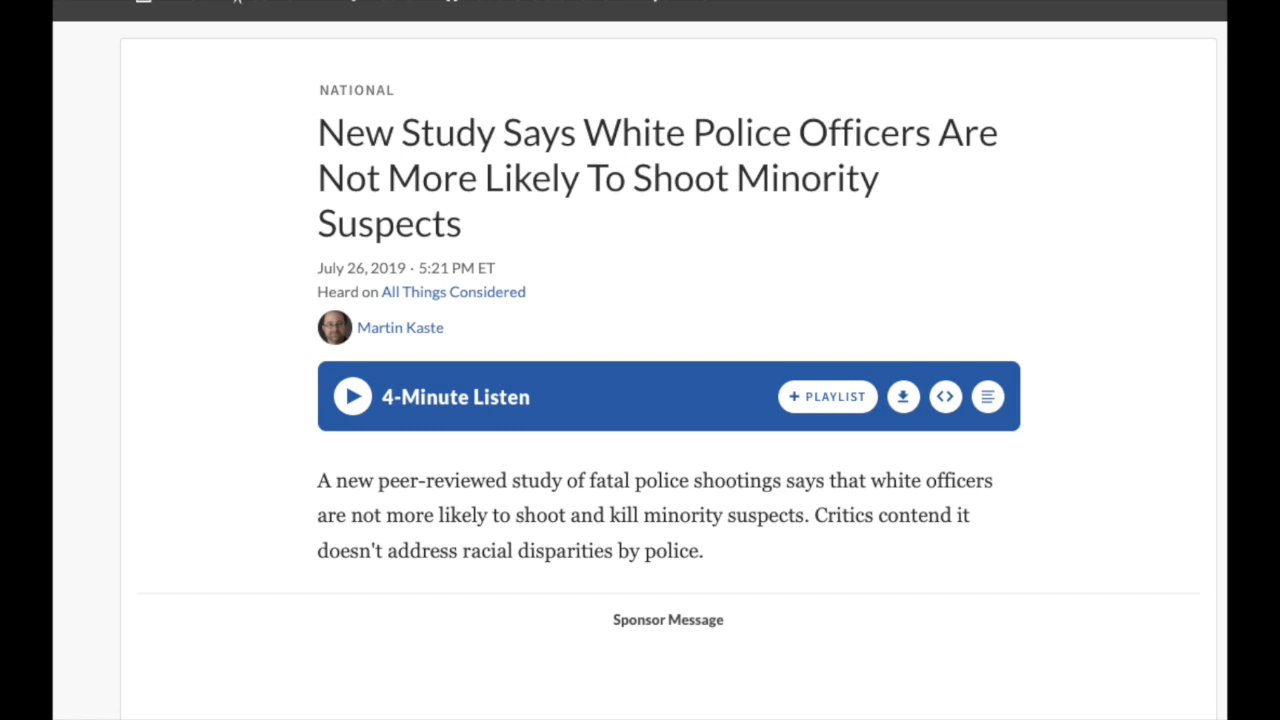 NATIONAL
New Study Says White Police Officers Are
Not More Likely To Shoot Minority
Suspects
July 26, 2019 · 5:21 PM ET
Heard on All Things Considered
Martin Kaste
4-Minute Listen
+ PLAYLIST
A new peer-reviewed study of fatal police shootings says that white officers
are not more likely to shoot and kill minority suspects. Critics contend it
doesn't address racial disparities by police.
Sponsor Message